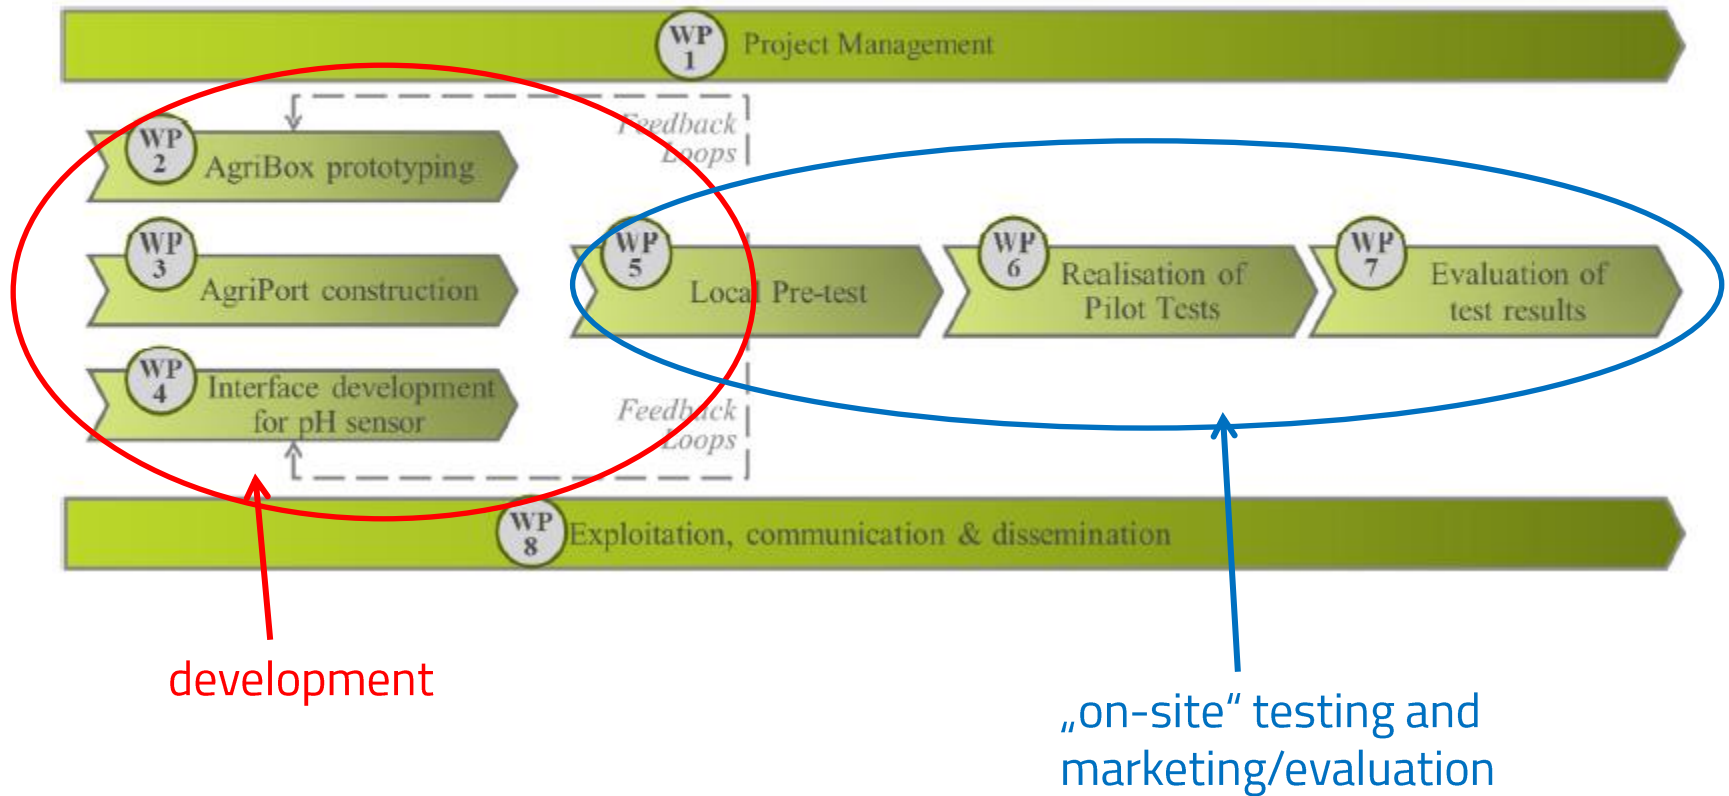 WP
1
Project Management
Feedback
Loops
WP
2
AgriBox prototyping
WP
3
AgriPort construction
WP
5
Local Pre-test
WP
6
Realisation of
Pilot Tests
WP
7
Evaluation of
test results
WP
4
Interface development
for pH sensor
Feedback
Loops
WP
8
Exploitation, communication & dissemination
development
„on-site“ testing and
marketing/evaluation